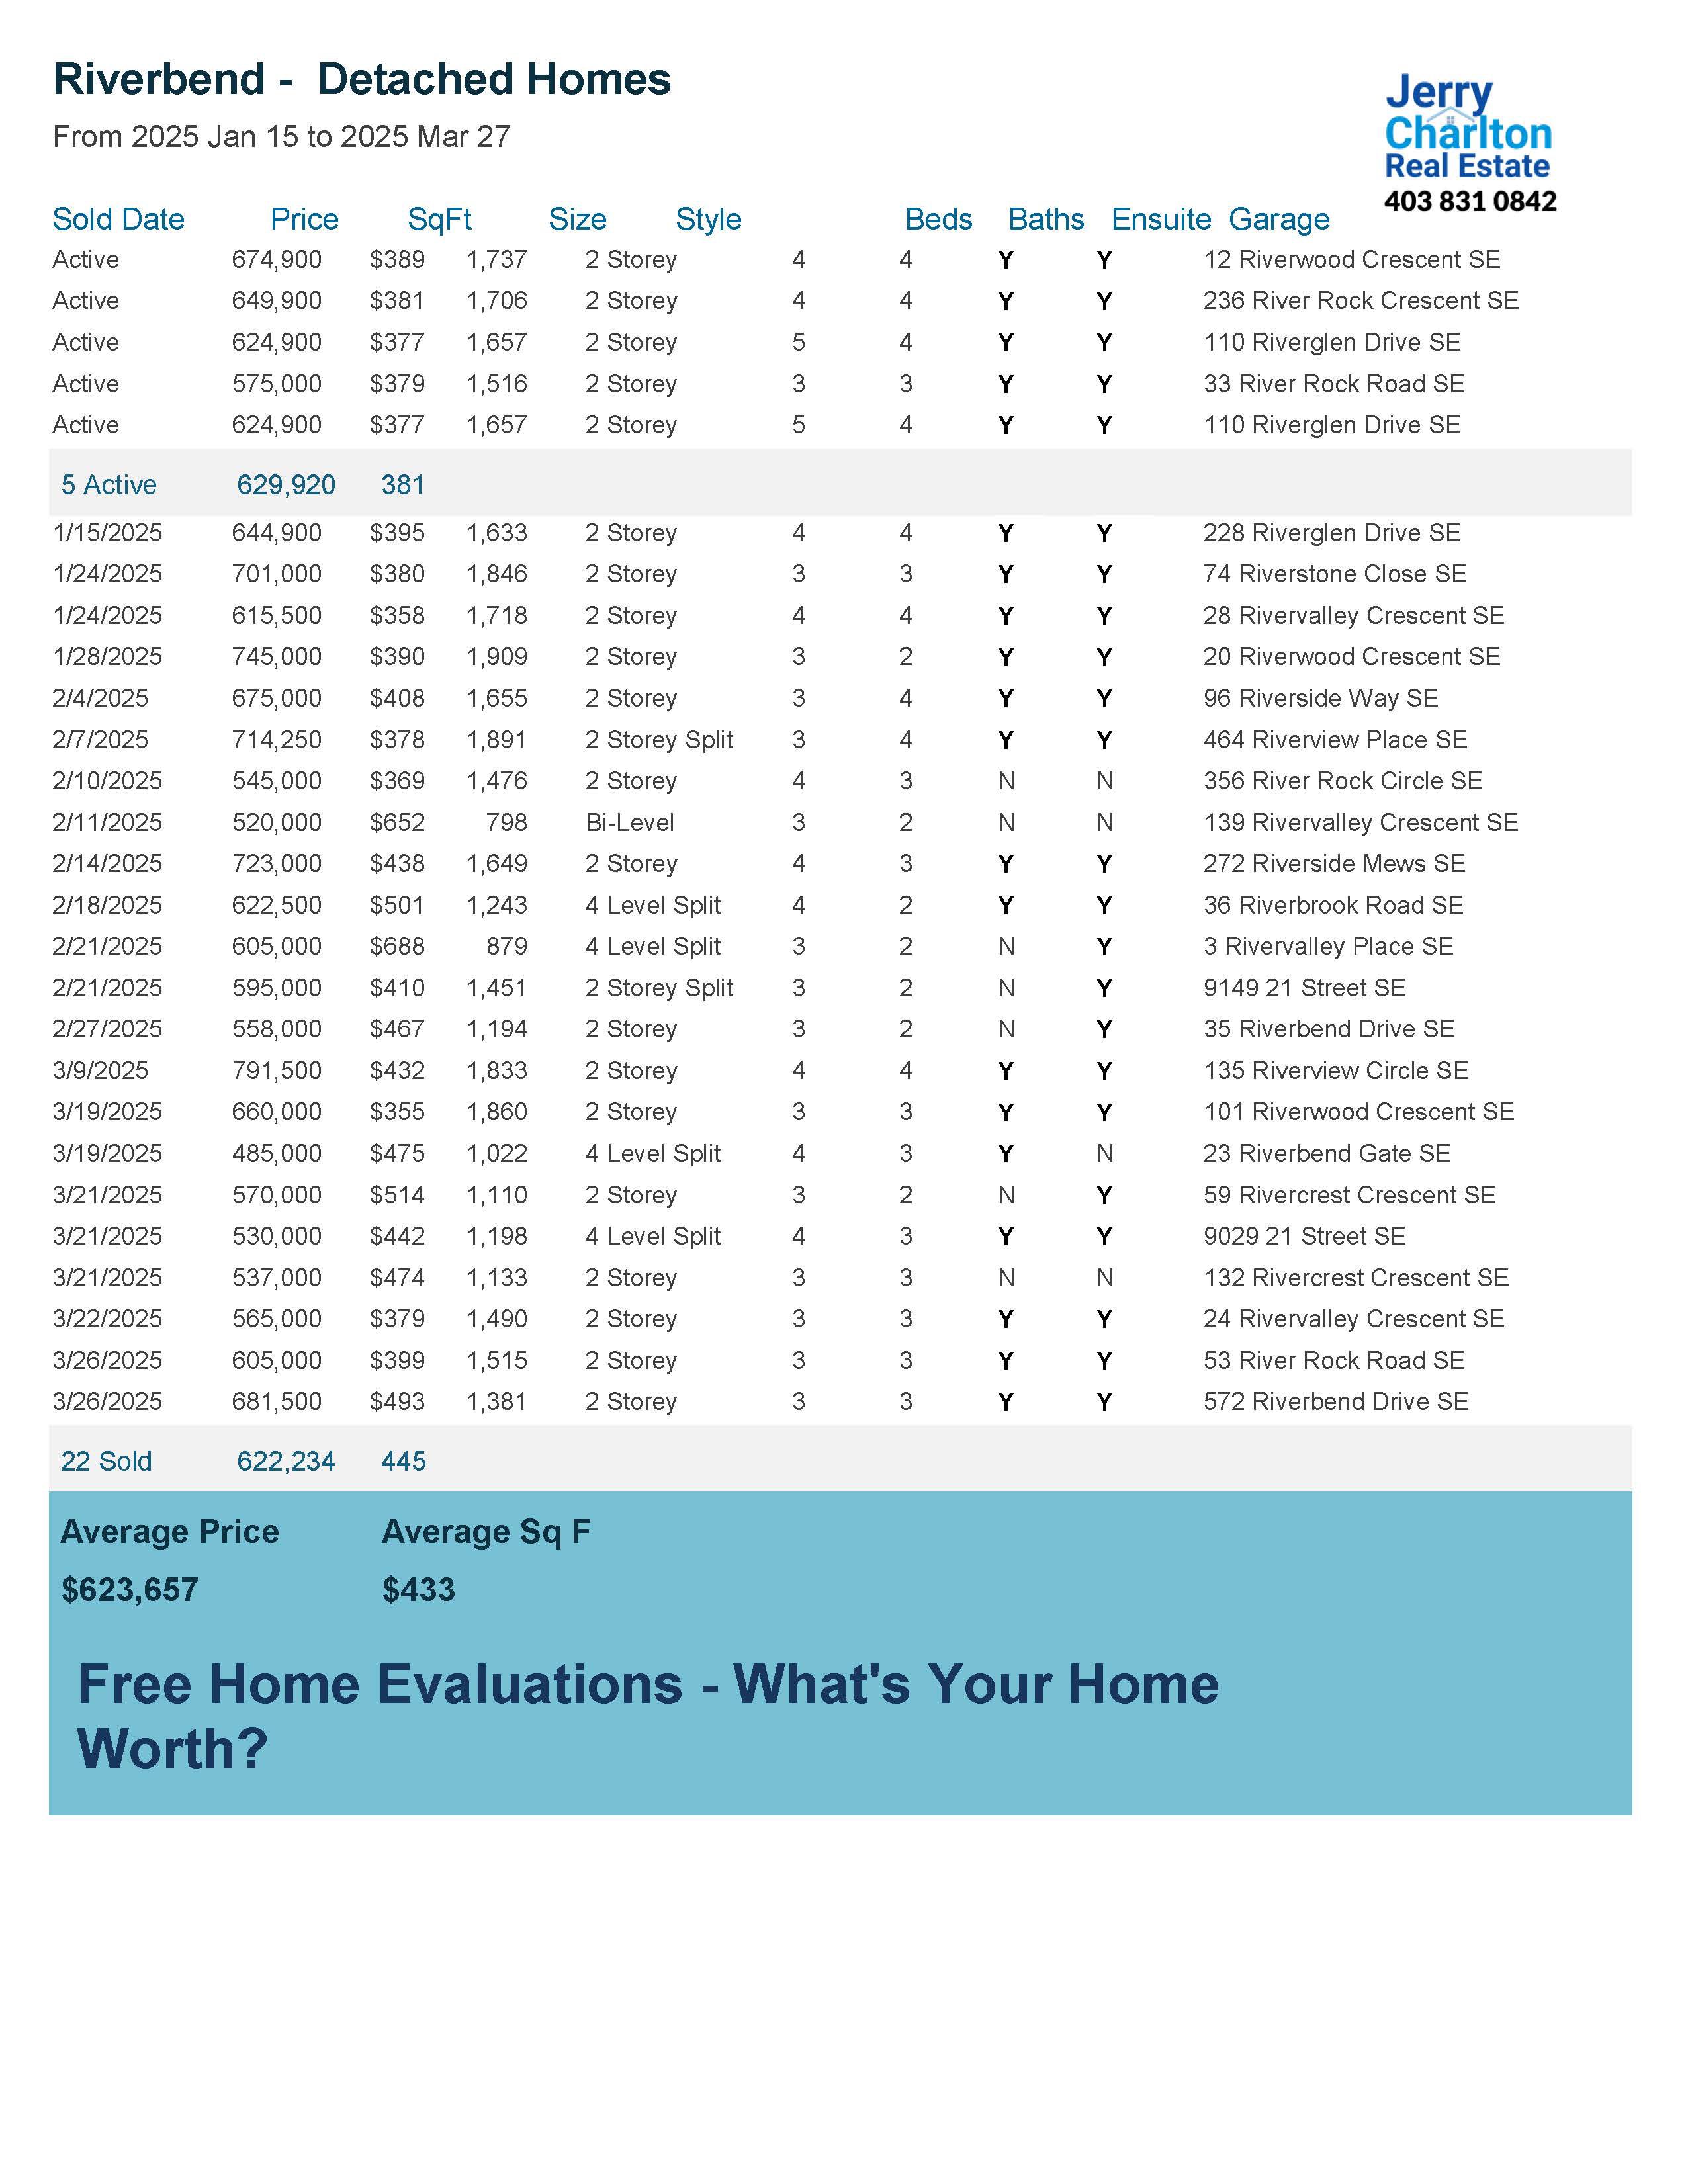 Riverbend - Detached Homes
From 2025 Jan 15 to 2025 Mar 27
Jerry
Charlton
Real Estate
403 831 0842
Sold Date Price SqFt Size Style Beds Baths Ensuite Garage
Active 674,900 $389 1,737 2 Storey 4 4 Y Y 12 Riverwood Crescent SE
Active 649,900 $381 1,706 2 Storey 4 4 Y Y 236 River Rock Crescent SE
Active 624,900 $377 1,657 2 Storey 5 4 Y Y 110 Riverglen Drive SE
Active 575,000 $379 1,516 2 Storey 3 3 Y Y 33 River Rock Road SE
Active 624,900 $377 1,657 2 Storey 5 4 Y Y 110 Riverglen Drive SE
5 Active 629,920 381
1/15/2025 644,900 $395 1,633 2 Storey 4 4 Y Y 228 Riverglen Drive SE
1/24/2025 701,000 $380 1,846 2 Storey 3 3 Y Y 74 Riverstone Close SE
1/24/2025 615,500 $358 1,718 2 Storey 4 4 Y Y 28 Rivervalley Crescent SE
1/28/2025 745,000 $390 1,909 2 Storey 3 2 Y Y 20 Riverwood Crescent SE
2/4/2025 675,000 $408 1,655 2 Storey 3 4 Y Y 96 Riverside Way SE
2/7/2025 714,250 $378 1,891 2 Storey Split 3 4 Y Y 464 Riverview Place SE
2/10/2025 545,000 $369 1,476 2 Storey 4 3 N N 356 River Rock Circle SE
2/11/2025 520,000 $652 798 Bi-Level 3 2 N N 139 Rivervalley Crescent SE
2/14/2025 723,000 $438 1,649 2 Storey 4 3 Y Y 272 Riverside Mews SE
2/18/2025 622,500 $501 1,243 4 Level Split 4 2 Y Y 36 Riverbrook Road SE
2/21/2025 605,000 $688 879 4 Level Split 3 2 N Y 3 Rivervalley Place SE
2/21/2025 595,000 $410 1,451 2 Storey Split 3 2 N Y 9149 21 Street SE
2/27/2025 558,000 $467 1,194 2 Storey 3 2 N Y 35 Riverbend Drive SE
3/9/2025 791,500 $432 1,833 2 Storey 4 4 Y Y 135 Riverview Circle SE
3/19/2025 660,000 $355 1,860 2 Storey 3 3 Y Y 101 Riverwood Crescent SE
3/19/2025 485,000 $475 1,022 4 Level Split 4 3 Y N 23 Riverbend Gate SE
3/21/2025 570,000 $514 1,110 2 Storey 3 2 N Y 59 Rivercrest Crescent SE
3/21/2025 530,000 $442 1,198 4 Level Split 4 3 Y Y 9029 21 Street SE
3/21/2025 537,000 $474 1,133 2 Storey 3 3 N N 132 Rivercrest Crescent SE
3/22/2025 565,000 $379 1,490 2 Storey 3 3 Y Y 24 Rivervalley Crescent SE
3/26/2025 605,000 $399 1,515 2 Storey 3 3 Y Y 53 River Rock Road SE
3/26/2025 681,500 $493 1,381 2 Storey 3 3 Y Y 572 Riverbend Drive SE
22 Sold 622,234 445
Average Price Average Sq F
$623,657 $433
Free Home Evaluations - What's Your Home
Worth?